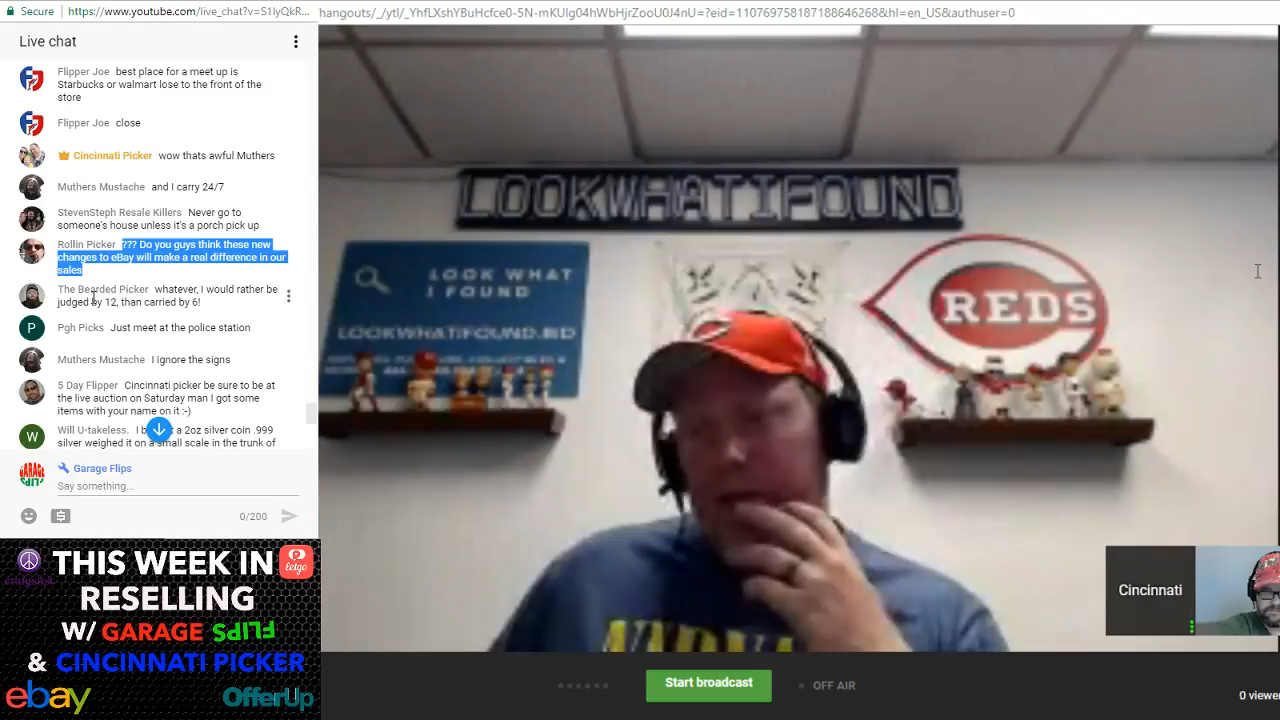 Secure https://www.youtube.com/live_chat?v=S1IyQkR...
hangouts/_/ytl/_YhfLXshYBuHcfce0-5N-mKUIg04hWbHjrZooU0J4nU=?eid=110769758187188646268&hl=en_US&authuser=0
Live chat
Flipper Joe best place for a meet up is
Starbucks or walmart lose to the front of the
store
Flipper Joe close
Cincinnati Picker wow thats awful Muthers
Muthers Mustache and I carry 24/7
StevenSteph Resale Killers Never go to
someone's house unless it's a porch pick up
Rollin Picker ??? Do you guys think these new
changes to eBay will make a real difference in our
sales
The Bearded Picker whatever, I would rather be
judged by 12, than carried by 6!
Pgh Picks Just meet at the police station
Muthers Mustache I ignore the signs
5 Day Flipper Cincinnati picker be sure to be at
the live auction on Saturday man I got some
items with your name on it :-)
Will U-takeless. I a 2oz silver coin .999
silver weighed it on a small scale in the trunk of
Garage Flips
Say something...
0/200
THIS WEEK IN
RESELLING
W/ GARAGE FLIPS
& CINCINNATI PICKER
ebay OfferUp
craigslist
letgo
GARAGE
FLIPS
P
W
LOOKWHATIFOUND
LOOK WHAT
I FOUND
LOOKWHATIFOUND.BID
REDS
Cincinnati
Start broadcast
OFF AIR
0 viewe